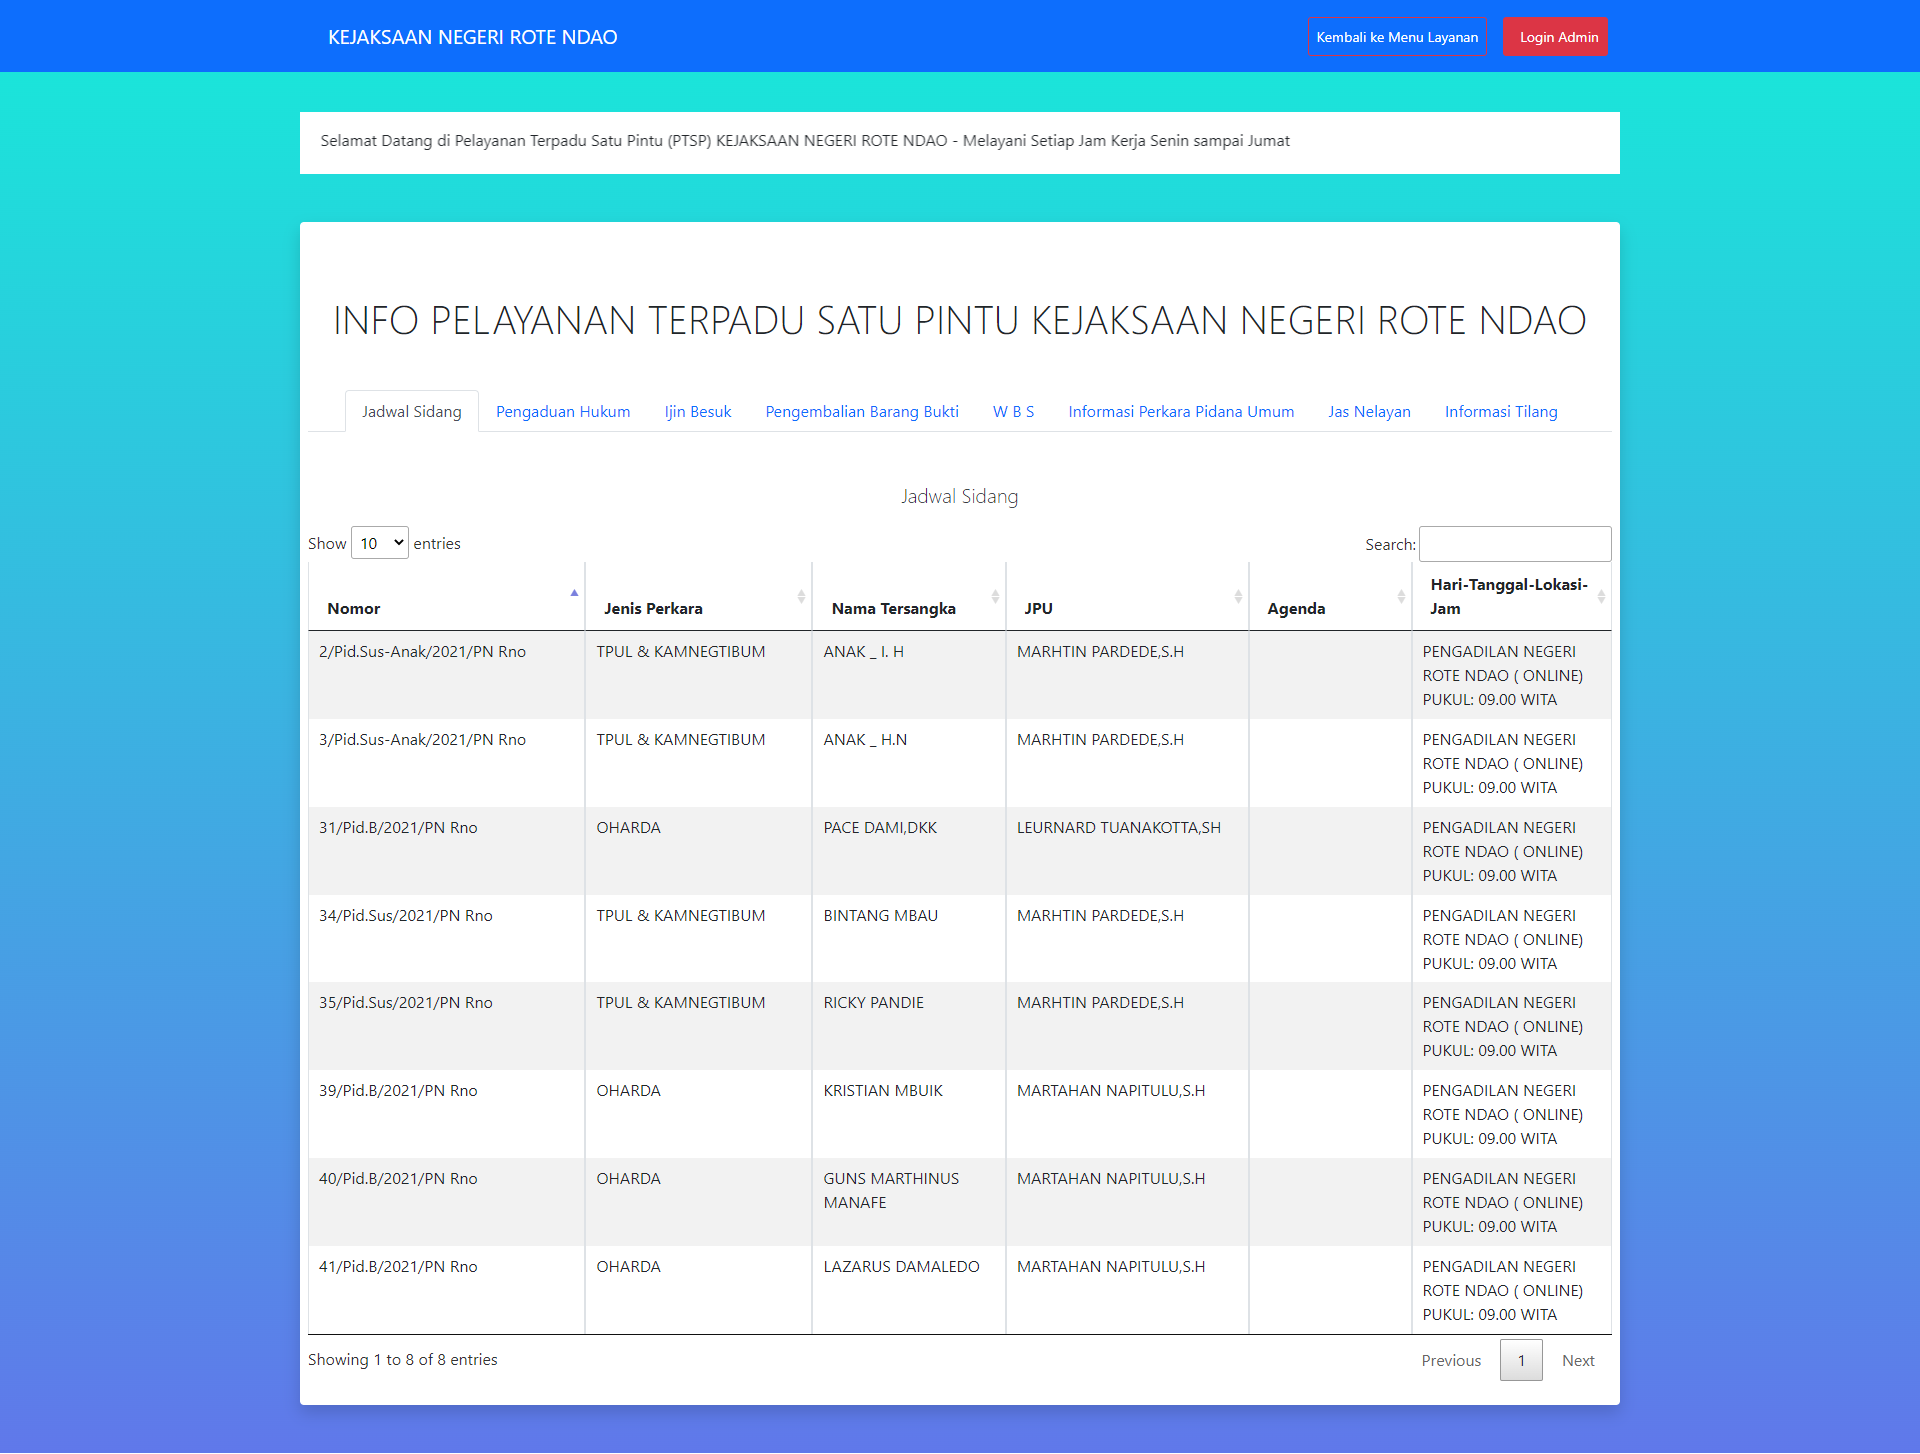 KEJAKSAAN NEGERI ROTE NDAO
Kembali ke Menu Layanan
Login Admin
Selamat Datang di Pelayanan Terpadu Satu Pintu (PTSP) KEJAKSAAN NEGERI ROTE NDAO - Melayani Setiap Jam Kerja Senin sampai Jumat
INFO PELAYANAN TERPADU SATU PINTU KEJAKSAAN NEGERI ROTE NDAO
Jadwal Sidang Pengaduan Hukum Ijin Besuk Pengembalian Barang Bukti W B S Informasi Perkara Pidana Umum Jas Nelayan Informasi Tilang
Jadwal Sidang
Show 10 entries
Search:
Nomor Jenis Perkara Nama Tersangka JPU Agenda Hari-Tanggal-Lokasi-
Jam
2/Pid.Sus-Anak/2021/PN Rno TPUL & KAMNEGTIBUM ANAK _ I. H MARHTIN PARDEDE,S.H PENGADILAN NEGERI
ROTE NDAO ( ONLINE)
PUKUL: 09.00 WITA
3/Pid.Sus-Anak/2021/PN Rno TPUL & KAMNEGTIBUM ANAK _ H.N MARHTIN PARDEDE,S.H PENGADILAN NEGERI
ROTE NDAO ( ONLINE)
PUKUL: 09.00 WITA
31/Pid.B/2021/PN Rno OHARDA PACE DAMI,DKK LEURNARD TUANAKOTTA,SH PENGADILAN NEGERI
ROTE NDAO ( ONLINE)
PUKUL: 09.00 WITA
34/Pid.Sus/2021/PN Rno TPUL & KAMNEGTIBUM BINTANG MBAU MARHTIN PARDEDE,S.H PENGADILAN NEGERI
ROTE NDAO ( ONLINE)
PUKUL: 09.00 WITA
35/Pid.Sus/2021/PN Rno TPUL & KAMNEGTIBUM RICKY PANDIE MARHTIN PARDEDE,S.H PENGADILAN NEGERI
ROTE NDAO ( ONLINE)
PUKUL: 09.00 WITA
39/Pid.B/2021/PN Rno OHARDA KRISTIAN MBUIK MARTAHAN NAPITULU,S.H PENGADILAN NEGERI
ROTE NDAO ( ONLINE)
PUKUL: 09.00 WITA
40/Pid.B/2021/PN Rno OHARDA GUNS MARTHINUS MARTAHAN NAPITULU,S.H PENGADILAN NEGERI
MANAFE ROTE NDAO ( ONLINE)
PUKUL: 09.00 WITA
41/Pid.B/2021/PN Rno OHARDA LAZARUS DAMALEDO MARTAHAN NAPITULU,S.H PENGADILAN NEGERI
ROTE NDAO ( ONLINE)
PUKUL: 09.00 WITA
Showing 1 to 8 of 8 entries
Previous 1 Next